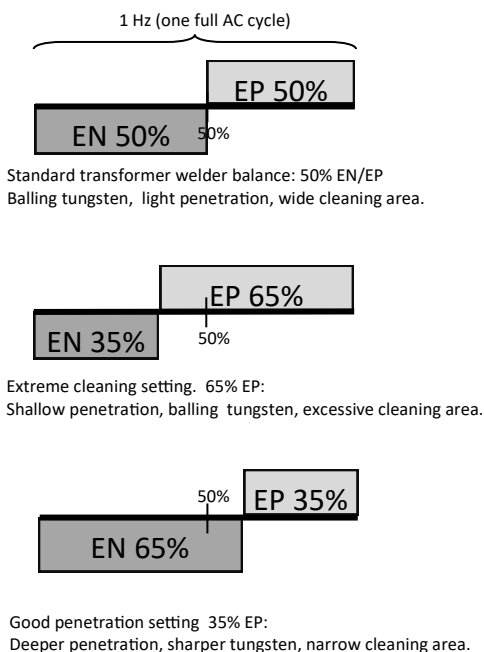 1 Hz (one full AC cycle)
EP 50%
EN 50%
50%
Standard transformer welder balance: 50% EN/EP
Balling tungsten,  light penetration, wide cleaning area.
EP 65%
EN 35%
50%
Extreme cleaning setting.  65% EP:
Shallow penetration, balling  tungsten, excessive cleaning area.
50%
EP 35%
EN 65%
Good penetration setting  35% EP:
Deeper penetration, sharper tungsten, narrow cleaning area.